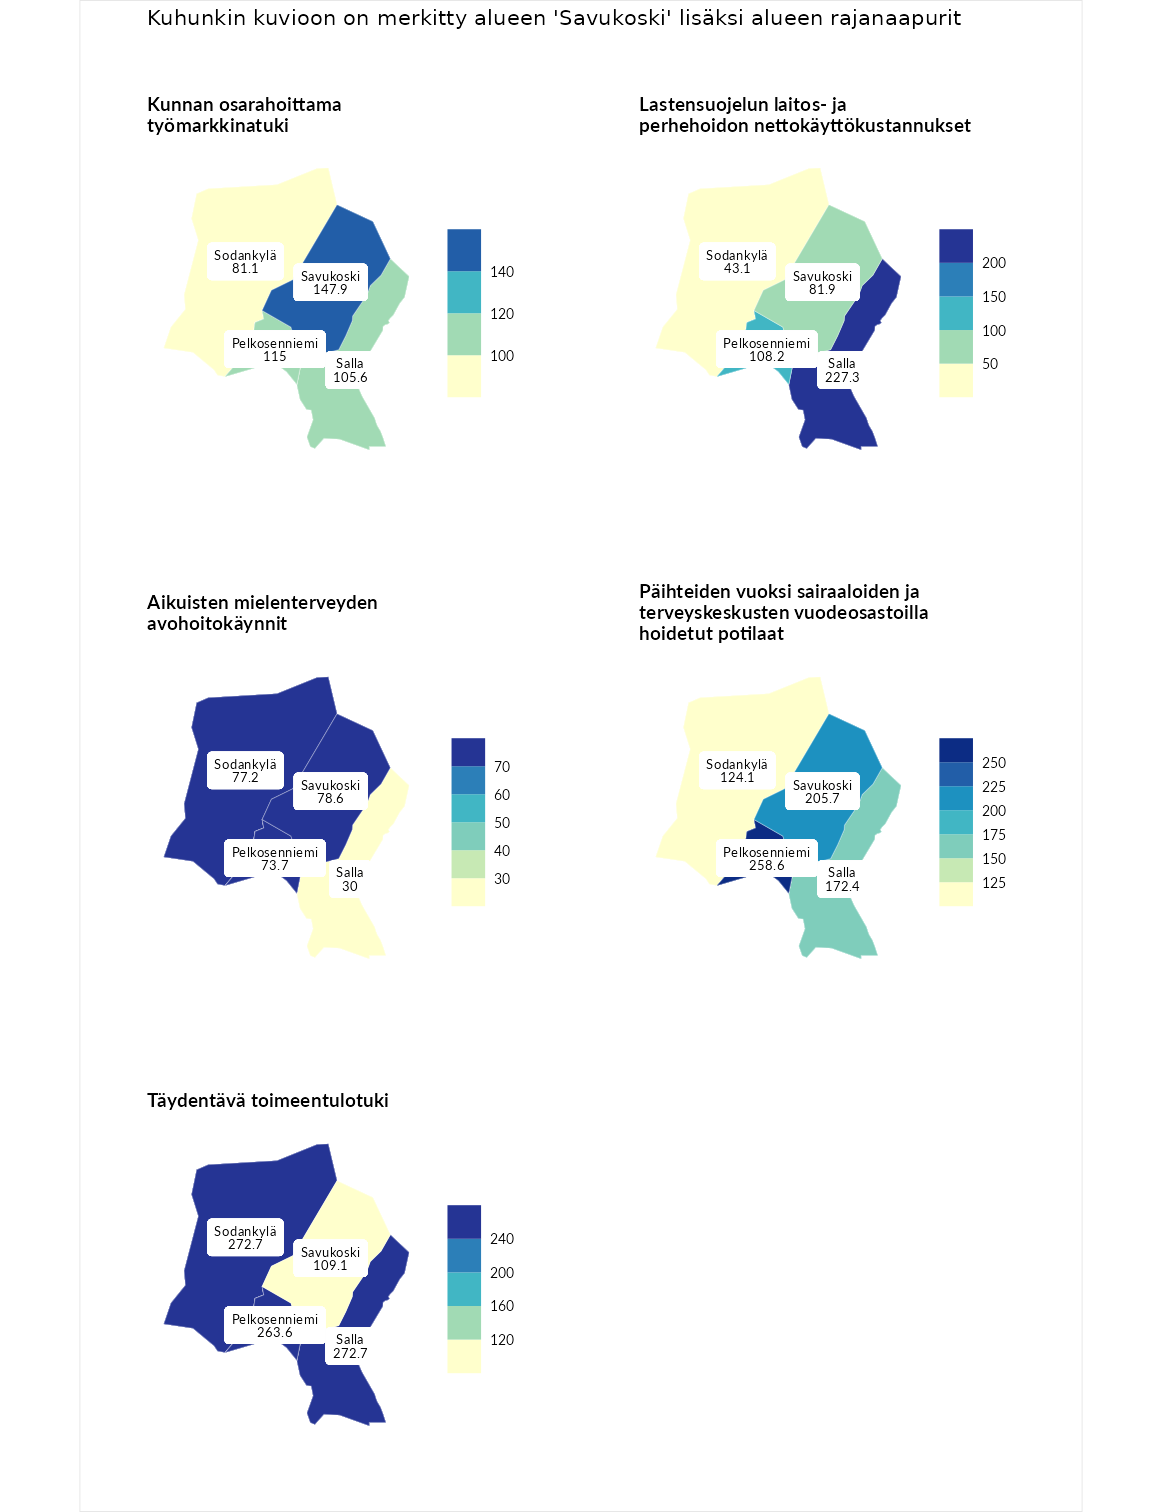 Kuhunkin kuvioon on merkitty alueen 'Savukoski' lisäksi alueen rajanaapurit
Kunnan osarahoittama
työmarkkinatuki
Sodankylä
81.1
Savukoski
147.9
Pelkosenniemi
115
Salla
105.6
140
120
100
Lastensuojelun laitos- ja
perhehoidon nettokäyttökustannukset
Sodankylä
43.1
Savukoski
81.9
Pelkosenniemi
108.2
Salla
227.3
200
150
100
50
Aikuisten mielenterveyden
avohoitokäynnit
Sodankylä
77.2
Savukoski
78.6
Pelkosenniemi
73.7
Salla
30
70
60
50
40
30
Päihteiden vuoksi sairaaloiden ja
terveyskeskusten vuodeosastoilla
hoidetut potilaat
Sodankylä
124.1
Savukoski
205.7
Pelkosenniemi
258.6
Salla
172.4
250
225
200
175
150
125
Täydentävä toimeentulotuki
Sodankylä
272.7
Savukoski
109.1
Pelkosenniemi
263.6
Salla
272.7
240
200
160
120